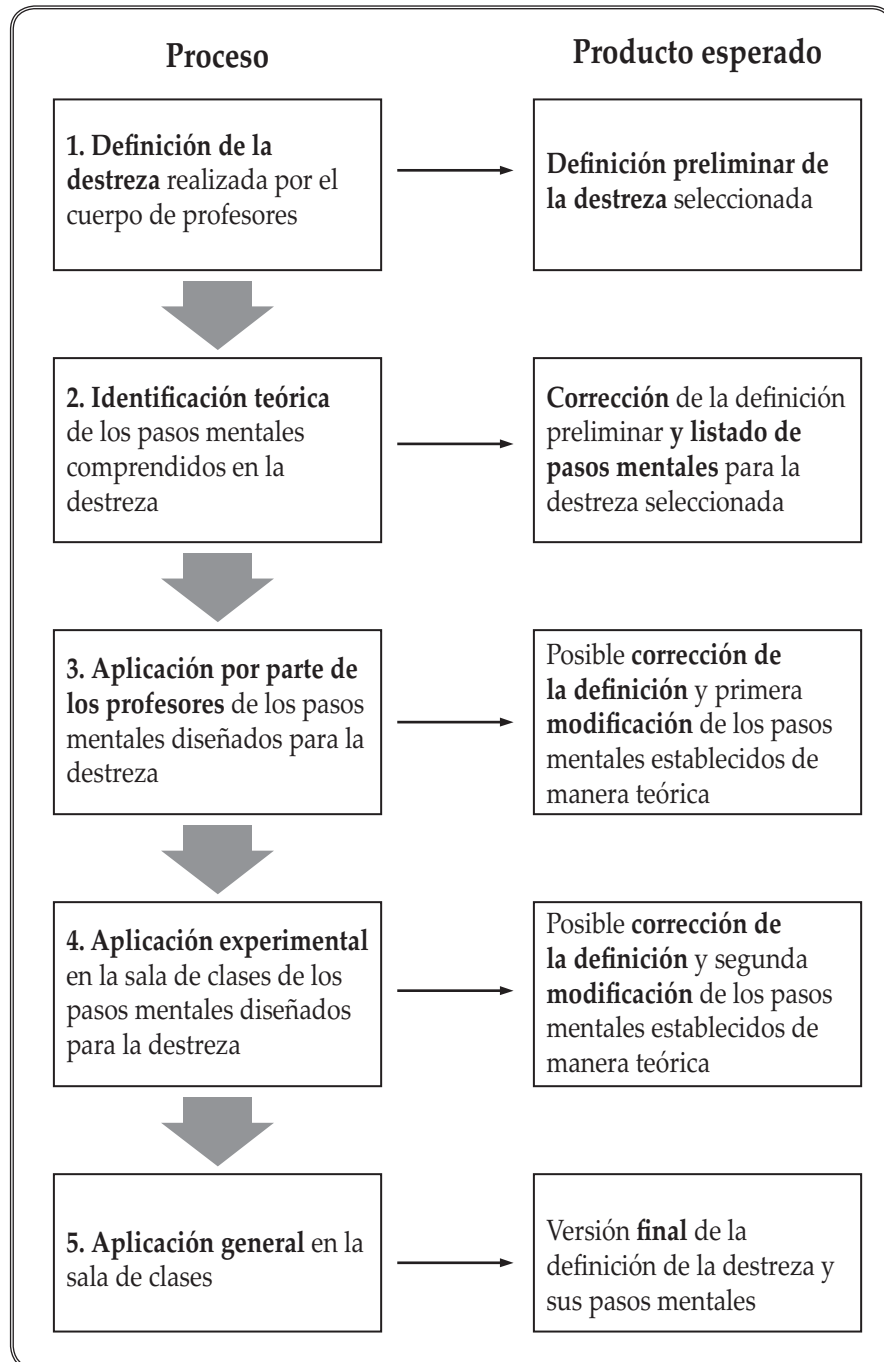 Proceso
Producto esperado
1. Definición de la
destreza realizada por el
cuerpo de profesores
Definición preliminar de
la destreza seleccionada
2. Identificación teórica
de los pasos mentales
comprendidos en la
destreza
Corrección de la definición
preliminar y listado de
pasos mentales para la
destreza seleccionada
3. Aplicación por parte de
los profesores de los pasos
mentales diseñados para la
destreza
Posible corrección de
la definición y primera
modificación de los pasos
mentales establecidos de
manera teórica
4. Aplicación experimental
en la sala de clases de los
pasos mentales diseñados
para la destreza
Posible corrección de
la definición y segunda
modificación de los pasos
mentales establecidos de
manera teórica
5. Aplicación general en la
sala de clases
Versión final de la
definición de la destreza y
sus pasos mentales